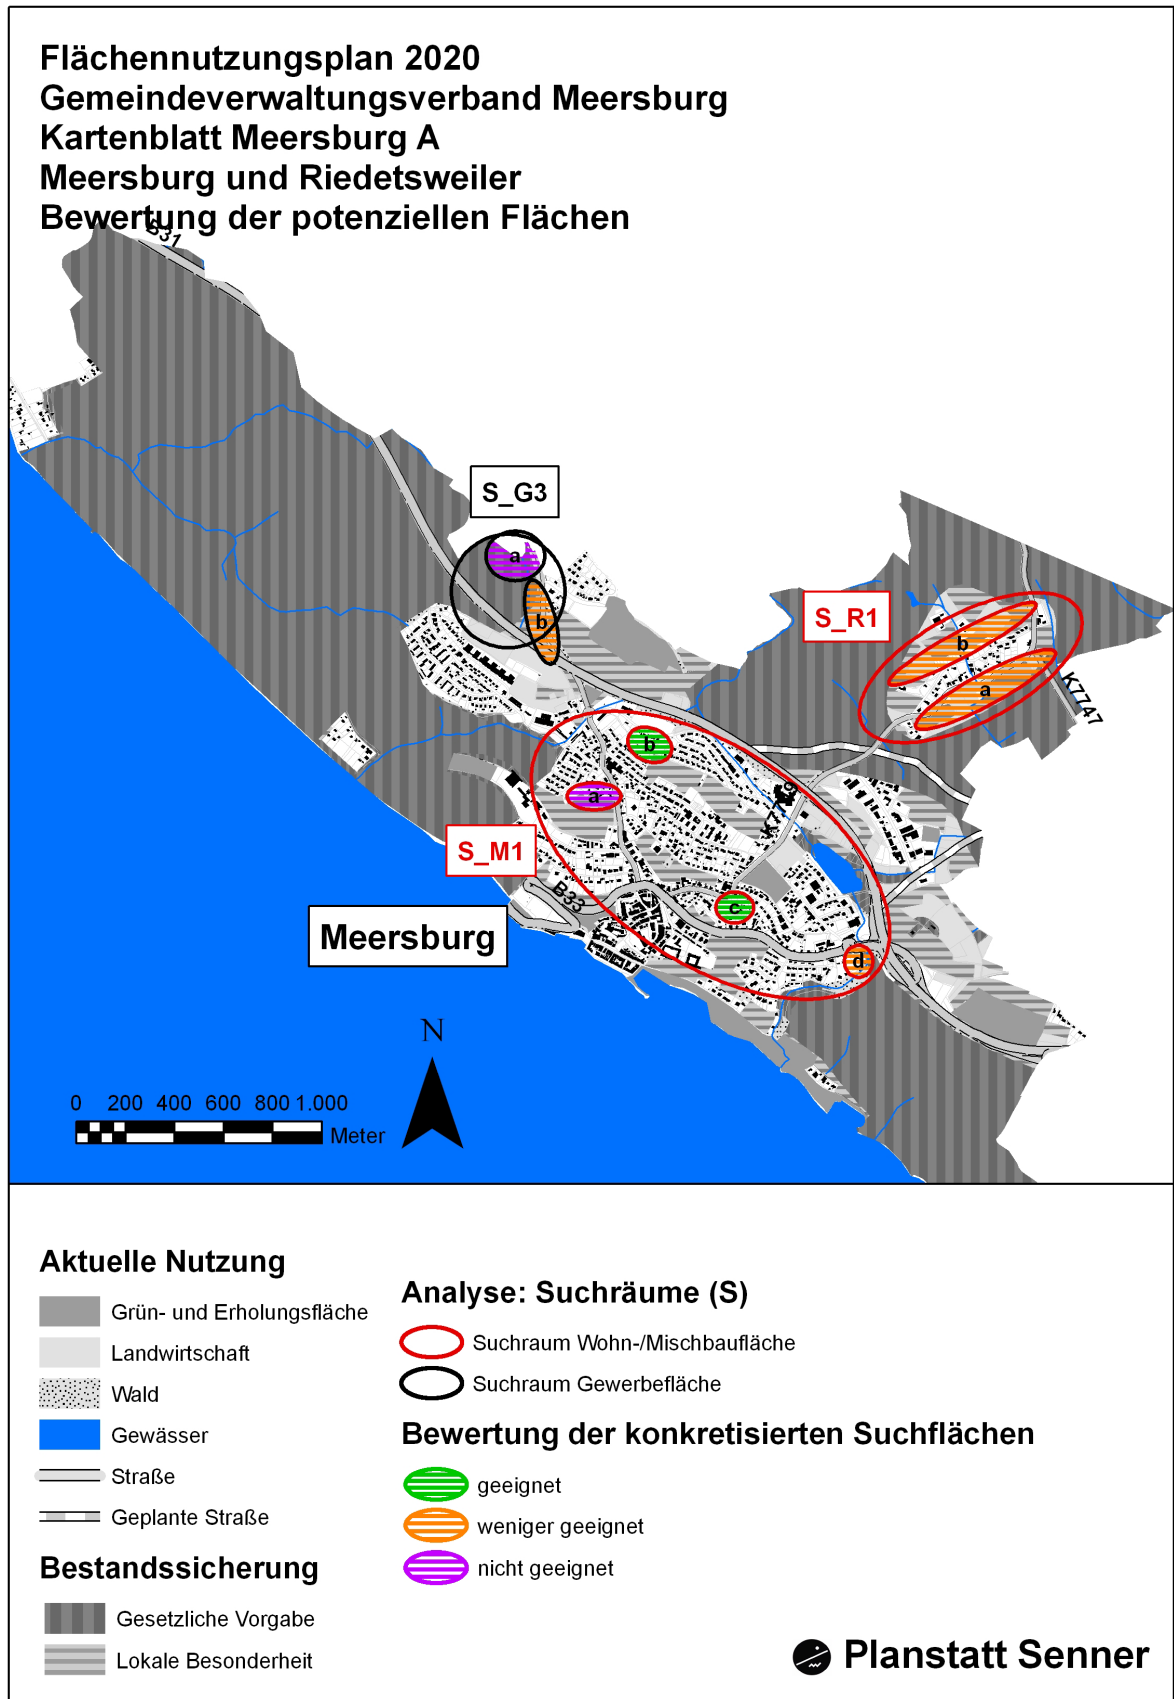 Flächennutzungsplan 2020
Gemeindeverwaltungsverband Meersburg
Kartenblatt Meersburg A
Meersburg und Riedetsweiler
Bewertung der potenziellen Flächen
B31
S_G3
a
b
S_R1
b
a
K7747
b
a
S_M1
B33
c
Meersburg
d
N
0 200 400 600 800 1.000
Meter
Aktuelle Nutzung
Grün- und Erholungsfläche
Landwirtschaft
Wald
Gewässer
Straße
Geplante Straße
Bestandssicherung
Gesetzliche Vorgabe
Lokale Besonderheit
Analyse: Suchräume (S)
Suchraum Wohn-/Mischbaufläche
Suchraum Gewerbefläche
Bewertung der konkretisierten Suchflächen
geeignet
weniger geeignet
nicht geeignet
Planstatt Senner